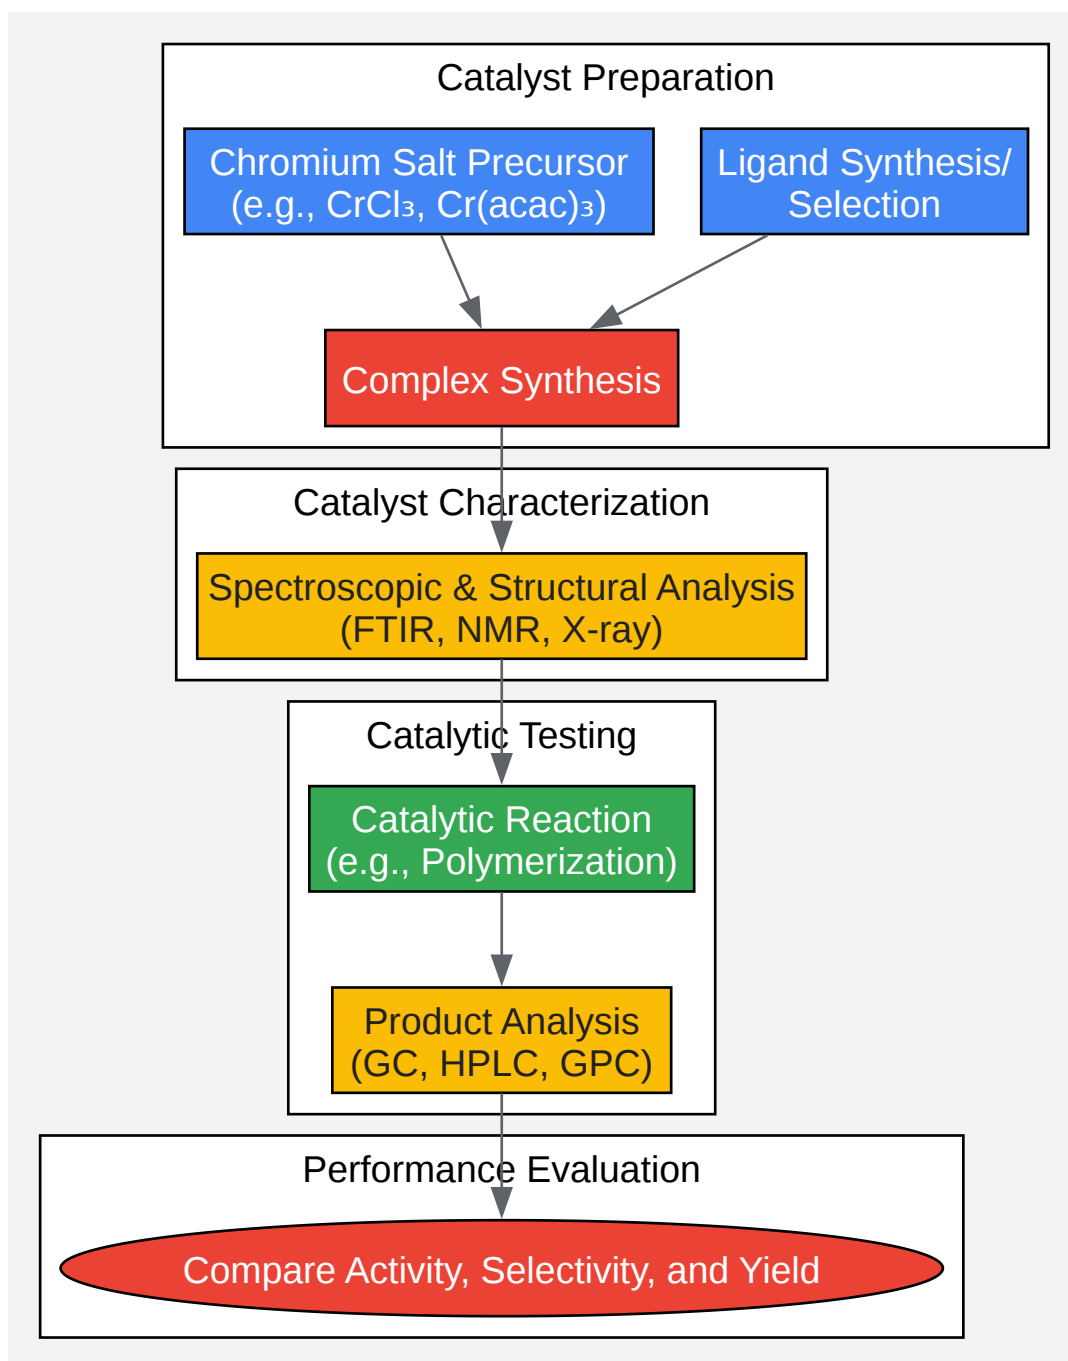 Catalyst Preparation
Chromium Salt Precursor
(e.g., CrCl₃, Cr(acac)₃)
Ligand Synthesis/
Selection
Complex Synthesis
Catalyst Characterization
Spectroscopic & Structural Analysis
(FTIR, NMR, X-ray)
Catalytic Testing
Catalytic Reaction
(e.g., Polymerization)
Product Analysis
(GC, HPLC, GPC)
Performance Evaluation
Compare Activity, Selectivity, and Yield